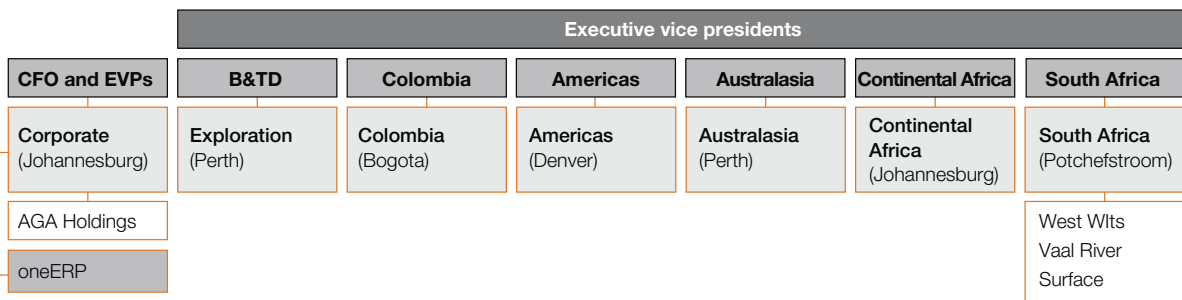 Executive vice presidents
CFO and EVPs
B&TD
Colombia
Americas
Australasia
Continental Africa
South Africa
Corporate
(Johannesburg)
Exploration
(Perth)
Colombia
(Bogota)
Americas
(Denver)
Australasia
(Perth)
Continental
Africa
(Johannesburg)
South Africa
(Potchefstroom)
AGA Holdings
oneERP
West WIts
Vaal River
Surface